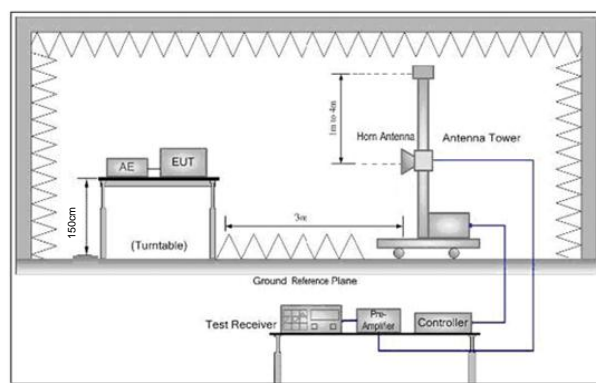 1m to 4m
Horn Antenna
Antenna Tower
AE
EUT
150cm
(Turntable)
3m
Ground Reference Plane
Test Receiver
Pre-
Amplifier
Controller